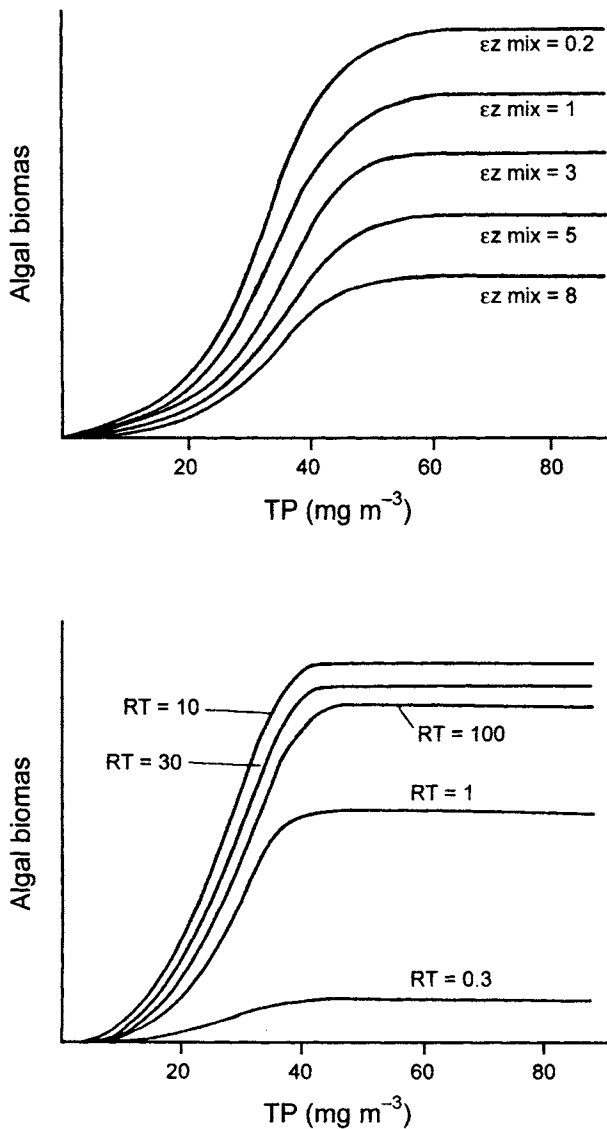 Algal biomas
εz mix = 0.2
εz mix = 1
εz mix = 3
εz mix = 5
εz mix = 8
20 40 60 80
TP (mg m⁻³)
Algal biomas
RT = 10
RT = 30
RT = 100
RT = 1
RT = 0.3
20 40 60 80
TP (mg m⁻³)